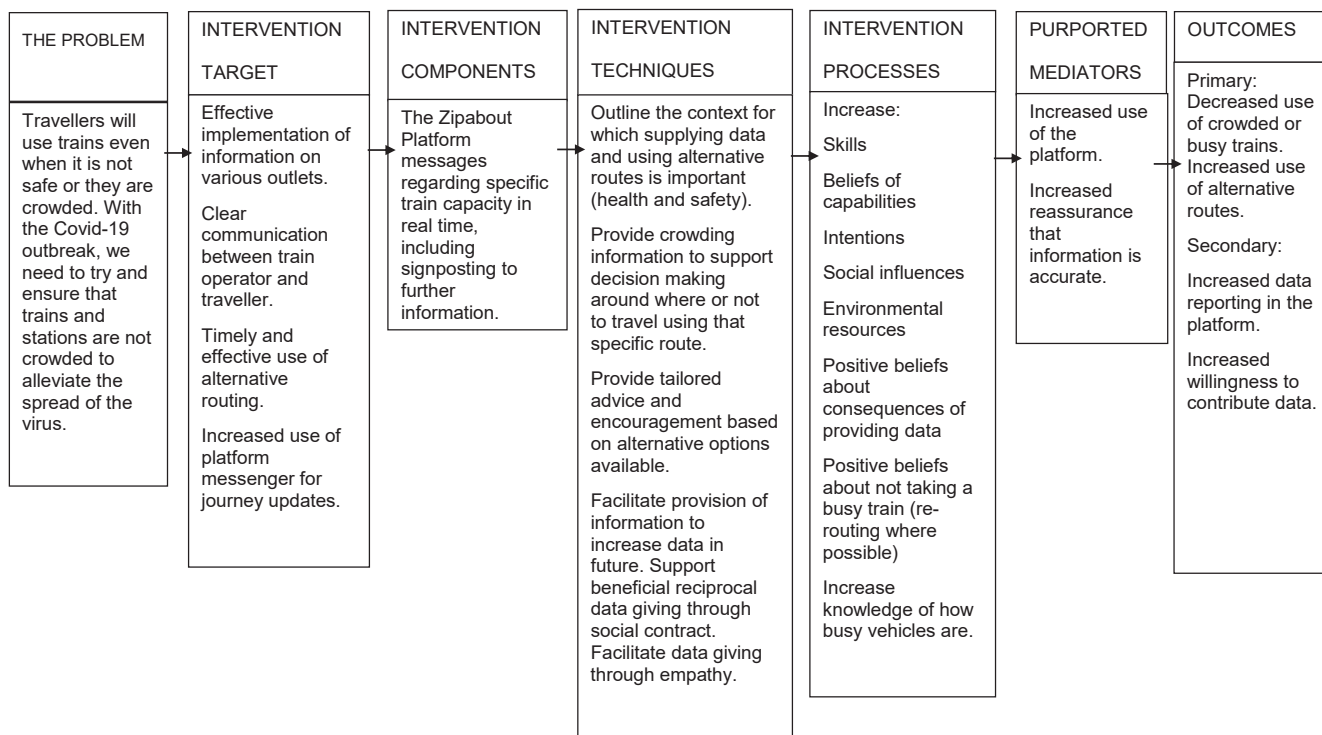 THE PROBLEM
Travellers will
use trains even
when it is not
safe or they are
crowded. With
the Covid-19
outbreak, we
need to try and
ensure that
trains and
stations are not
crowded to
alleviate the
spread of the
virus.
INTERVENTION
TARGET
Effective
implementation of
information on
various outlets.
Clear
communication
between train
operator and
traveller.
Timely and
effective use of
alternative
routing.
Increased use of
platform
messenger for
journey updates.
INTERVENTION
COMPONENTS
The Zipabout
Platform
messages
regarding specific
train capacity in
real time,
including
signposting to
further
information.
INTERVENTION
TECHNIQUES
Outline the context for
which supplying data
and using alternative
routes is important
(health and safety).
Provide crowding
information to support
decision making
around where or not
to travel using that
specific route.
Provide tailored
advice and
encouragement based
on alternative options
available.
Facilitate provision of
information to
increase data in
future. Support
beneficial reciprocal
data giving through
social contract.
Facilitate data giving
through empathy.
INTERVENTION
PROCESSES
Increase:
Skills
Beliefs of
capabilities
Intentions
Social influences
Environmental
resources
Positive beliefs
about
consequences of
providing data
Positive beliefs
about not taking a
busy train (re-
routing where
possible)
Increase
knowledge of how
busy vehicles are.
PURPORTED
MEDIATORS
Increased use
of the
platform.
Increased
reassurance
that
information is
accurate.
OUTCOMES
Primary:
Decreased use
of crowded or
busy trains.
Increased use
of alternative
routes.
Secondary:
Increased data
reporting in the
platform.
Increased
willingness to
contribute data.